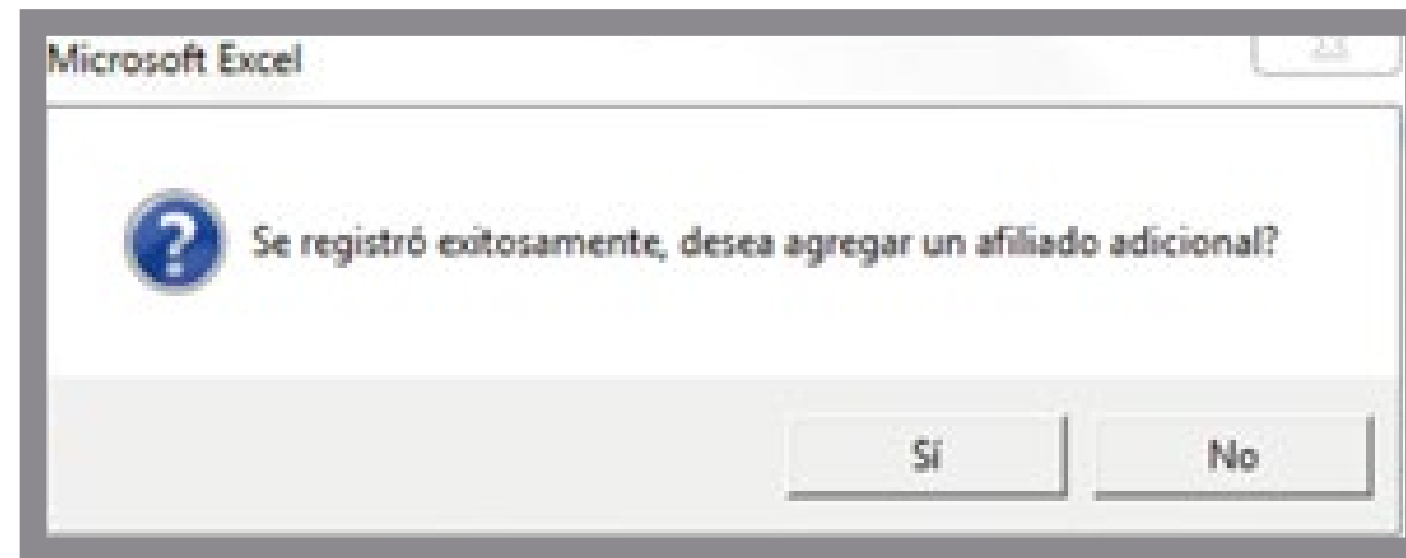 Microsoft Excel
Se registró exitosamente, desea agregar un afiliado adicional?
Sí
No